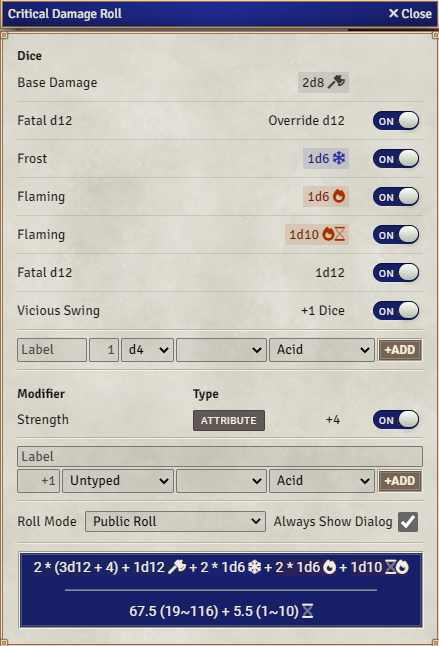 Critical Damage Roll × Close
Dice
Base Damage 2d8
Fatal d12 Override d12 ON
Frost 1d6 ON
Flaming 1d6 ON
Flaming 1d10 ON
Fatal d12 1d12 ON
Vicious Swing +1 Dice ON
Label 1 d4 Acid +ADD
Modifier Type
Strength ATTRIBUTE +4 ON
Label
+1 Untyped Acid +ADD
Roll Mode Public Roll Always Show Dialog
2 * (3d12 + 4) + 1d12 + 2 * 1d6 + 2 * 1d6 + 1d10
67.5 (19~116) + 5.5 (1~10)